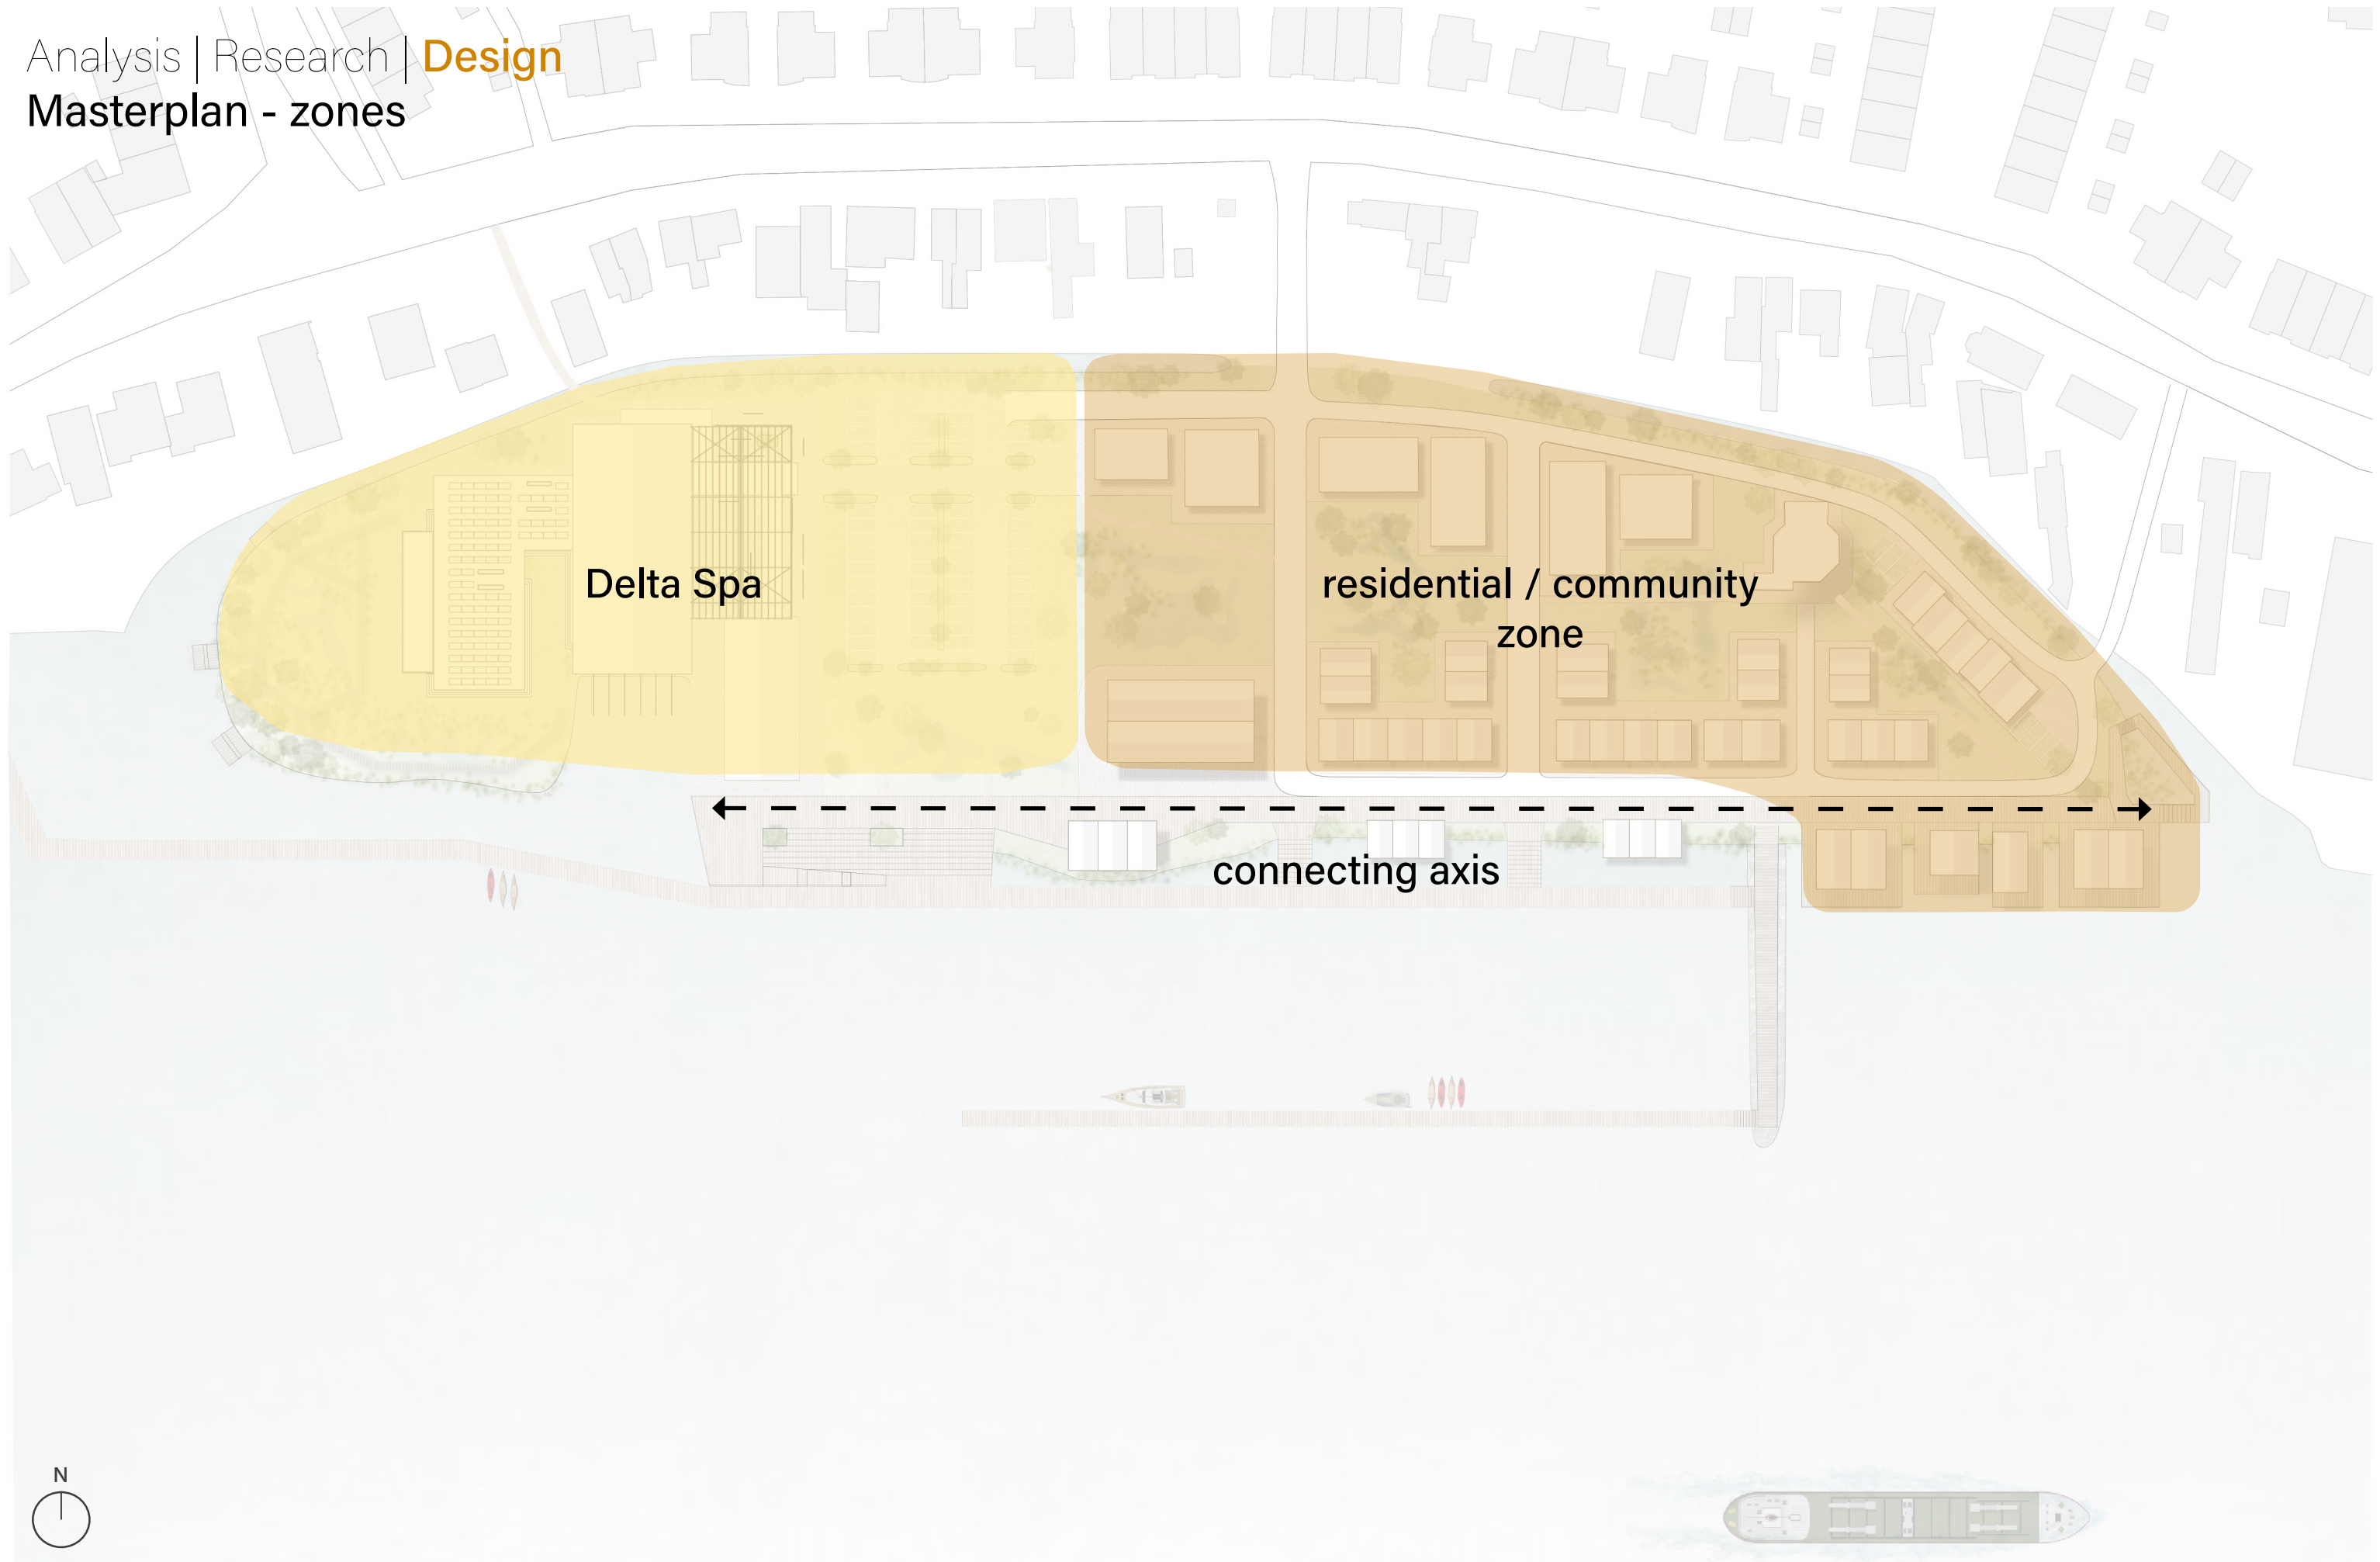 Analysis | Research | Design
Masterplan - zones
Delta Spa
residential / community
zone
connecting axis
N